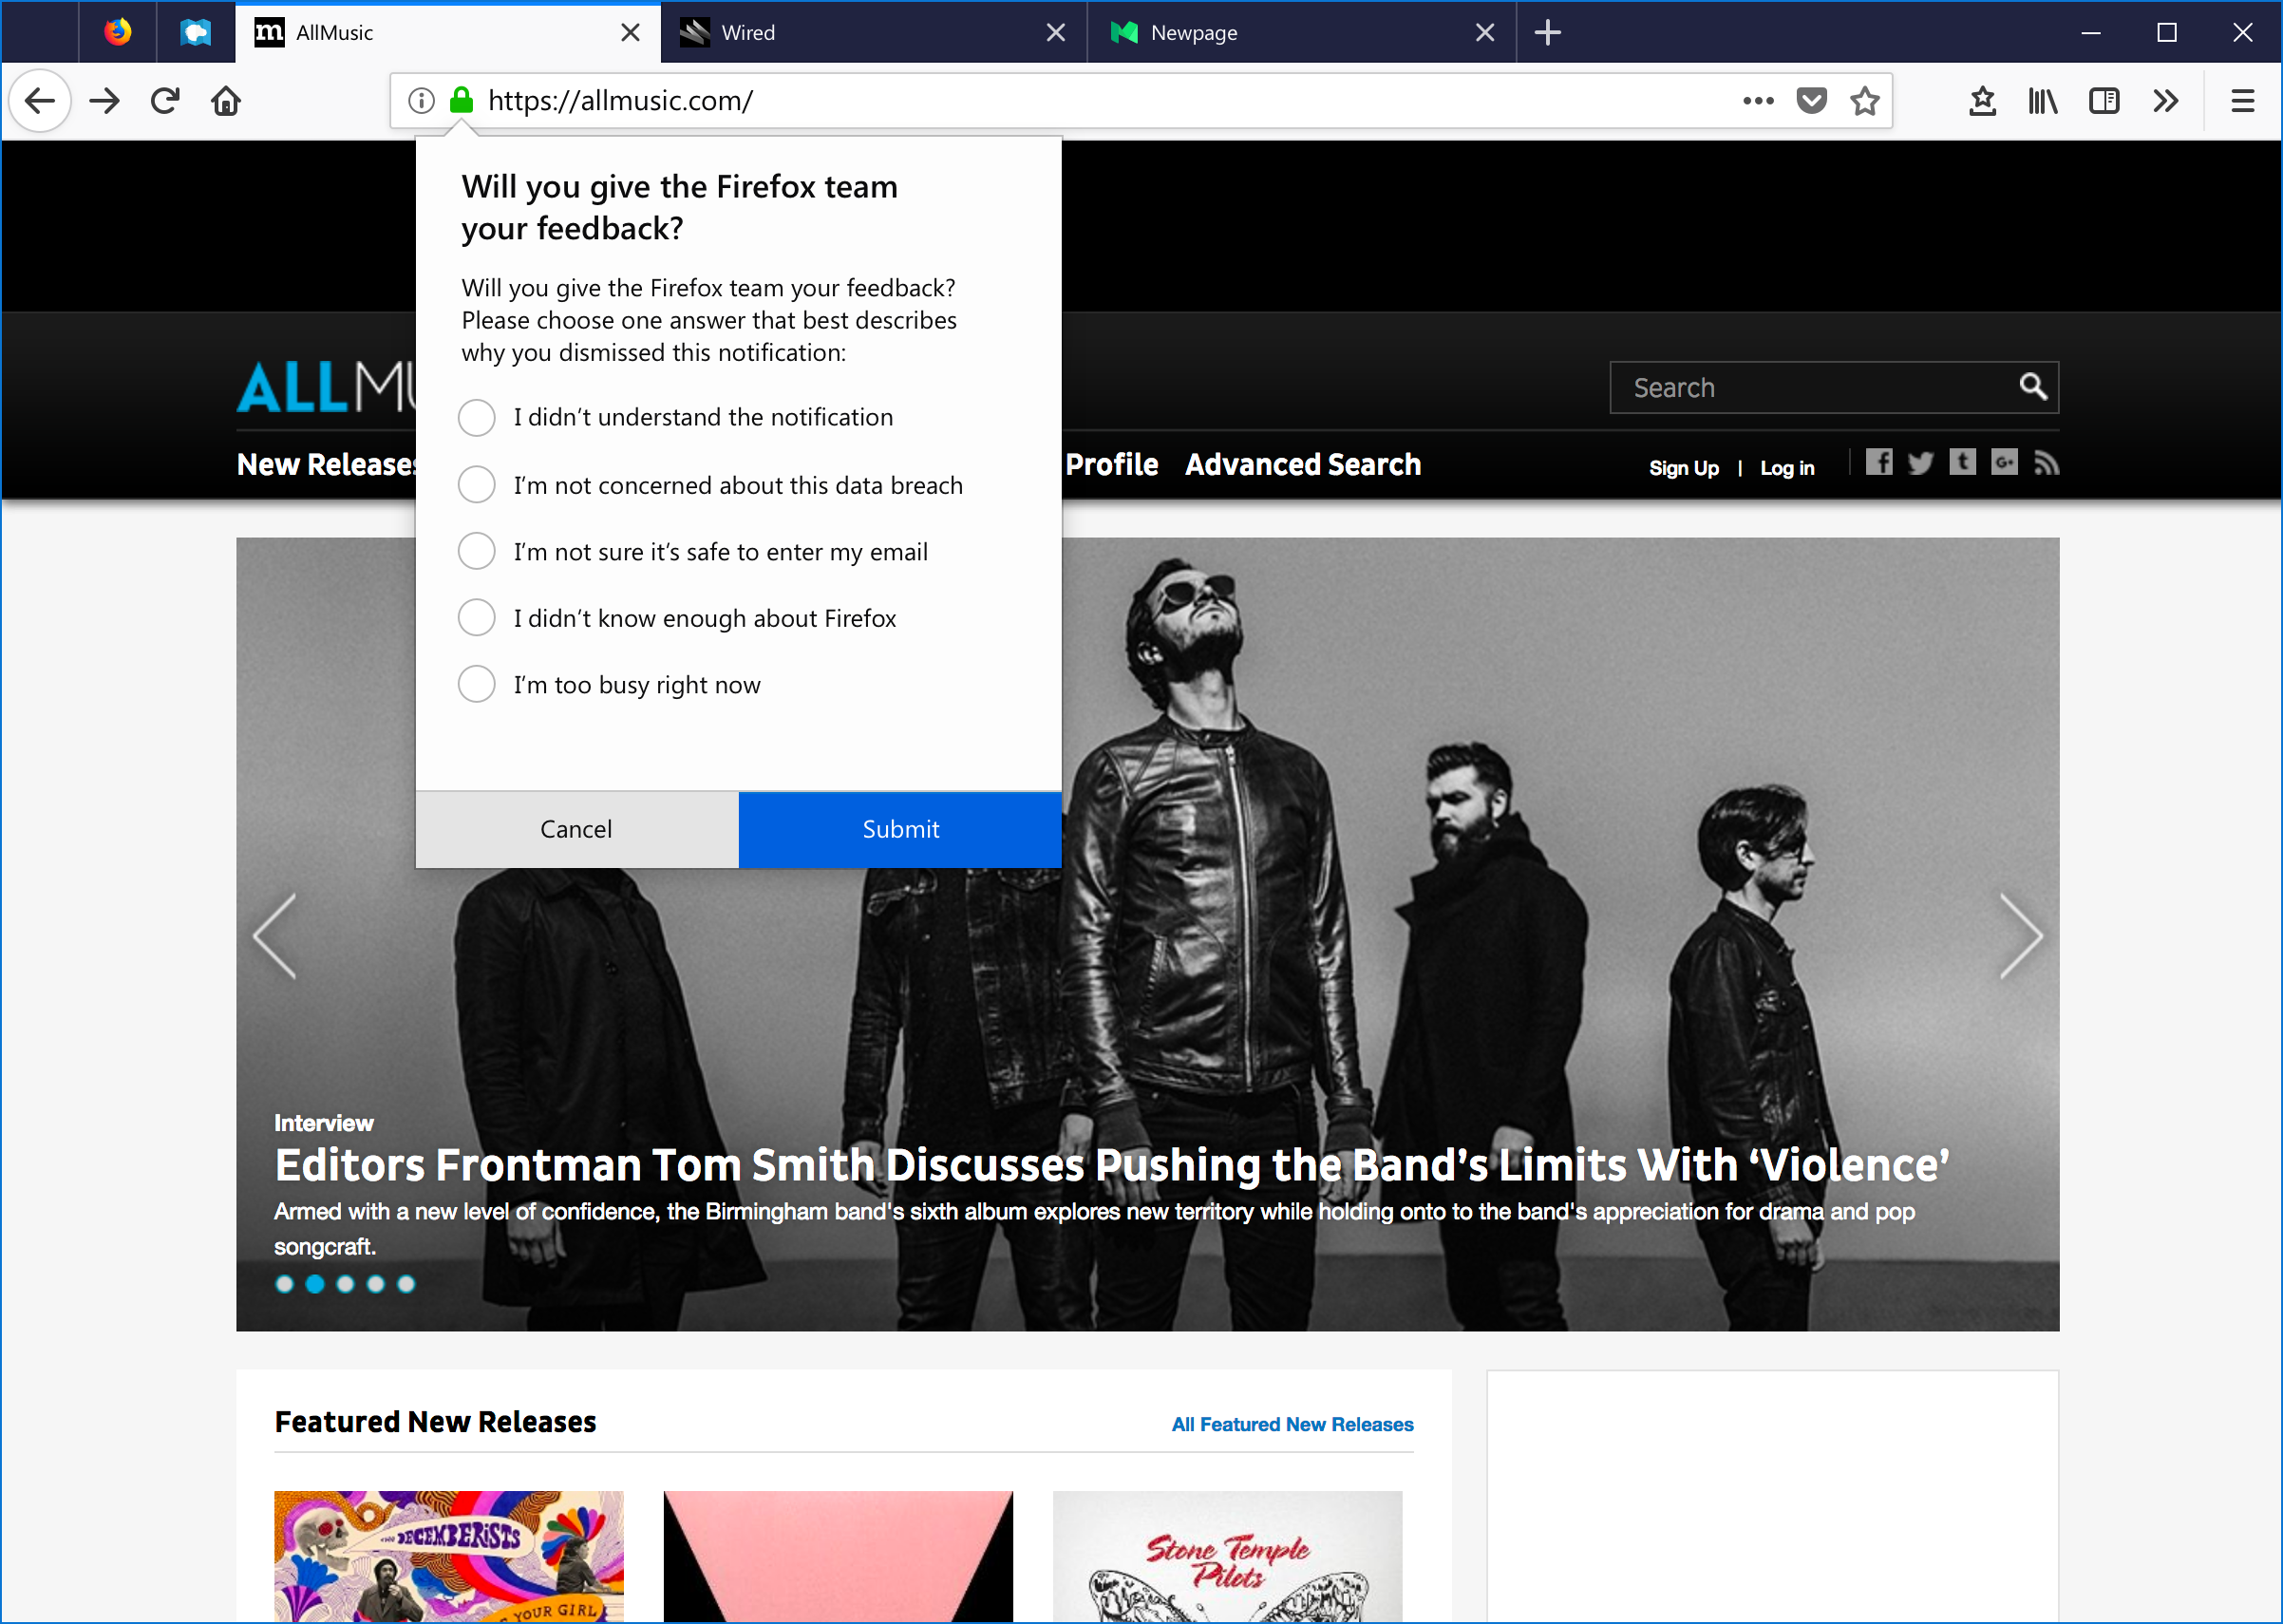 m AllMusic
Wired
Newpage
https://allmusic.com/
Will you give the Firefox team
your feedback?
Will you give the Firefox team your feedback?
Please choose one answer that best describes
why you dismissed this notification:
I didn’t understand the notification
I’m not concerned about this data breach
I’m not sure it’s safe to enter my email
I didn’t know enough about Firefox
I’m too busy right now
Cancel
Submit
ALLMU
Search
New Releases
Profile
Advanced Search
Sign Up | Log in
Interview
Editors Frontman Tom Smith Discusses Pushing the Band’s Limits With ‘Violence’
Armed with a new level of confidence, the Birmingham band's sixth album explores new territory while holding onto to the band's appreciation for drama and pop
songcraft.
Featured New Releases
All Featured New Releases
THE DECEMBERISTS
YOUR GIRL
Stone Temple
Pilots